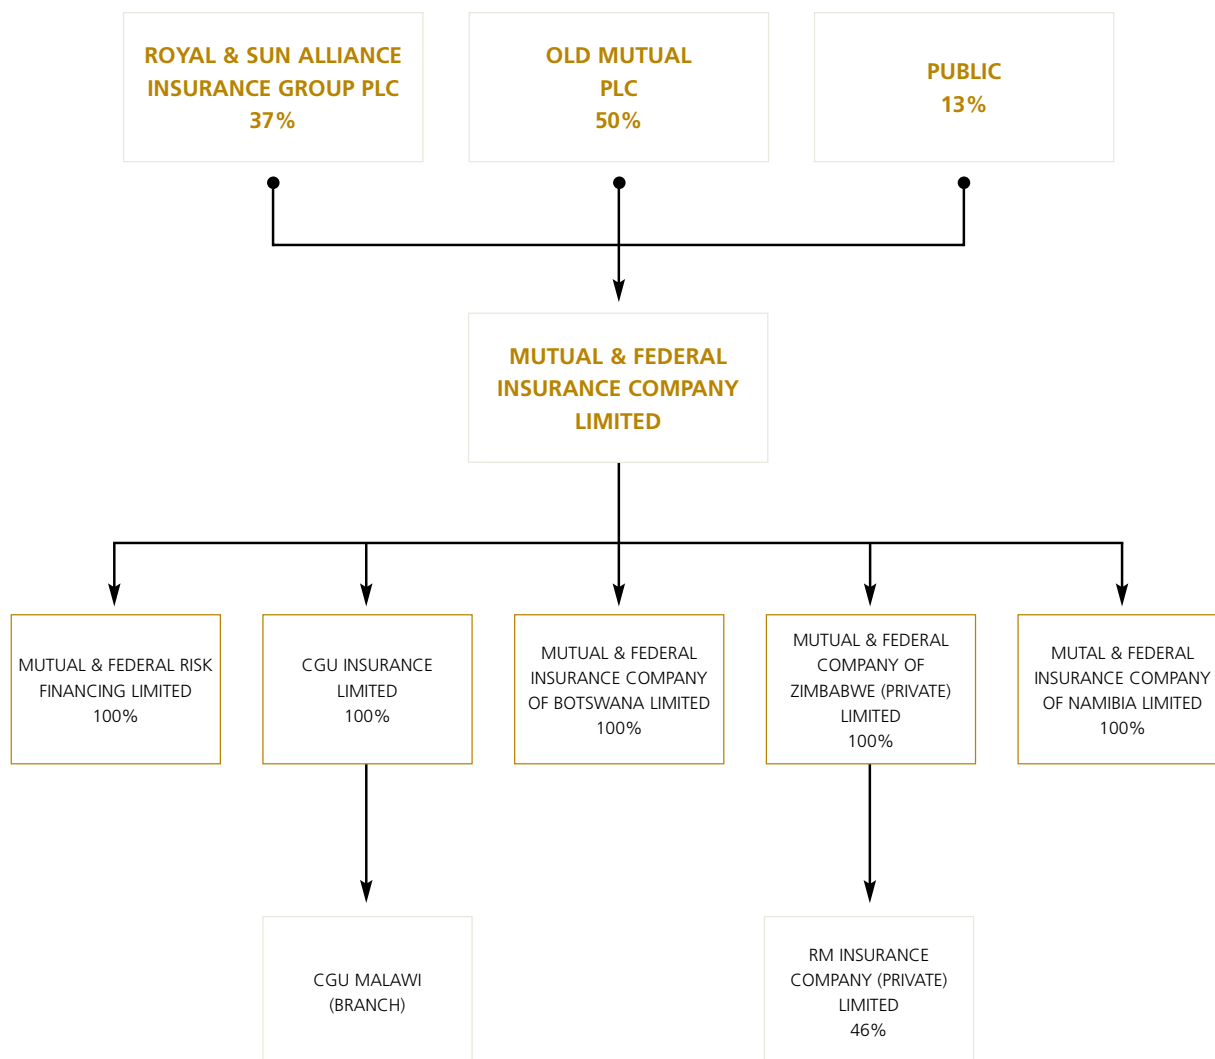 ROYAL & SUN ALLIANCE
INSURANCE GROUP PLC
37%
OLD MUTUAL
PLC
50%
PUBLIC
13%
MUTUAL & FEDERAL
INSURANCE COMPANY
LIMITED
MUTUAL & FEDERAL RISK
FINANCING LIMITED
100%
CGU INSURANCE
LIMITED
100%
MUTUAL & FEDERAL
INSURANCE COMPANY
OF BOTSWANA LIMITED
100%
MUTUAL & FEDERAL
COMPANY OF
ZIMBABWE (PRIVATE)
LIMITED
100%
MUTAL & FEDERAL
INSURANCE COMPANY
OF NAMIBIA LIMITED
100%
CGU MALAWI
(BRANCH)
RM INSURANCE
COMPANY (PRIVATE)
LIMITED
46%